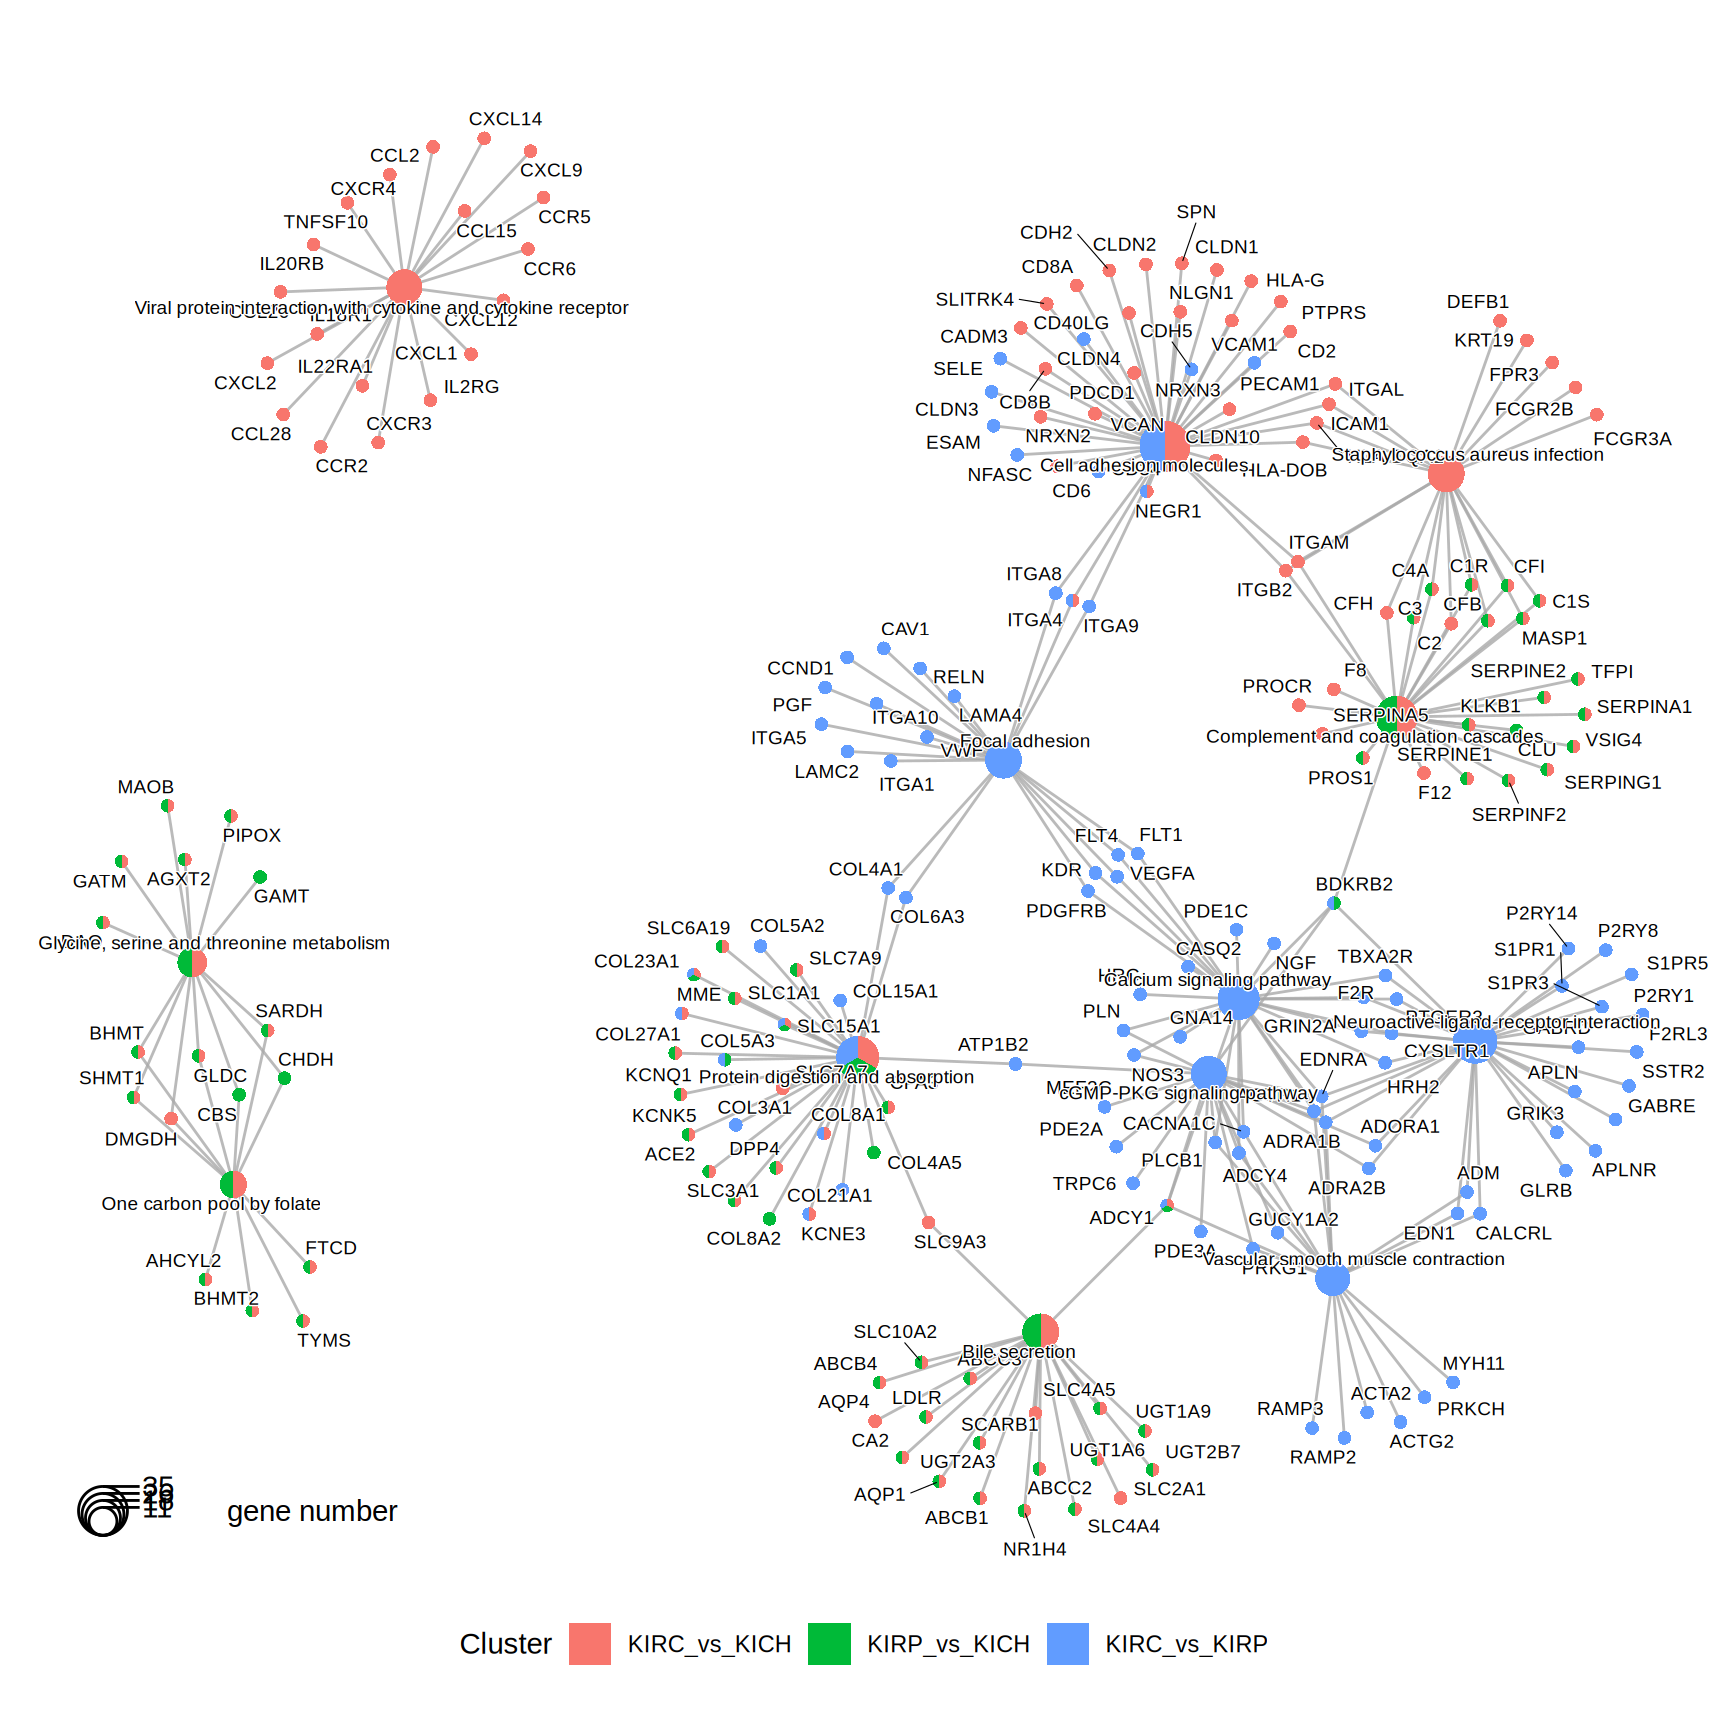 CXCL14
CCL2
CXCL9
CXCR4
CCR5
TNFSF10
CCL15
IL20RB
CCR6
Viral protein interaction with cytokine and cytokine receptor
IL18R1
CXCL12
CXCL1
IL22RA1
CXCL2
IL2RG
CXCR3
CCL28
CCR2
SPN
CDH2
CLDN2
CLDN1
CD8A
HLA-G
SLITRK4
NLGN1
PTPRS
CD40LG
CDH5
CADM3
VCAM1
CD2
SELE
CLDN4
PDCD1
NRXN3
PECAM1
ITGAL
CLDN3
CD8B
VCAN
ICAM1
ESAM
NRXN2
CLDN10
Cell adhesion molecules
HLA-DOB
NFASC
CD6
NEGR1
DEFB1
KRT19
FPR3
FCGR2B
FCGR3A
Staphylococcus aureus infection
ITGAM
ITGB2
ITGA8
ITGA4
ITGA9
C4A
C1R
CFI
CFH
C3
CFB
C1S
C2
MASP1
F8
SERPINE2
TFPI
PROCR
SERPINA5
KLKB1
SERPINA1
Complement and coagulation cascades
VSIG4
CLU
SERPINE1
PROS1
SERPING1
F12
SERPINF2
CAV1
CCND1
RELN
PGF
ITGA10
LAMA4
ITGA5
VWF
Focal adhesion
LAMC2
ITGA1
FLT4
FLT1
KDR
VEGFA
PDGFRB
COL4A1
COL6A3
BDKRB2
MAOB
PIPOX
GATM
AGXT2
GAMT
Glycine, serine and threonine metabolism
SARDH
BHMT
CHDH
SHMT1
GLDC
CBS
DMGDH
One carbon pool by folate
FTCD
AHCYL2
BHMT2
TYMS
SLC6A19
COL5A2
COL23A1
SLC7A9
MME
SLC1A1
COL15A1
COL27A1
SLC15A1
COL5A3
KCNQ1
SLC7A7
Protein digestion and absorption
KCNK5
COL3A1
COL8A1
ACE2
DPP4
COL4A5
SLC3A1
COL21A1
COL8A2
KCNE3
SLC9A3
ATP1B2
PDE1C
CASQ2
NGF
TBXA2R
HRC
Calcium signaling pathway
F2R
PLN
GNA14
GRIN2A
Neuroactive ligand-receptor interaction
PTGER3
NOS3
EDNRA
CYSLTR1
cGMP-PKG signaling pathway
HRH2
PDE2A
CACNA1C
ADRA1B
ADORA1
PLCB1
ADCY4
TRPC6
ADRA2B
ADM
ADCY1
GUCY1A2
EDN1
CALCRL
PDE3A
Vascular smooth muscle contraction
PRKG1
P2RY14
P2RY8
S1PR1
S1PR5
S1PR3
P2RY1
GABRD
F2RL3
APLN
SSTR2
GRIK3
GABRE
APLNR
GLRB
MYH11
ACTA2
RAMP3
PRKCH
ACTG2
RAMP2
SLC10A2
Bile secretion
ABCC3
ABCB4
LDLR
SLC4A5
AQP4
UGT1A9
SCARB1
CA2
UGT1A6
UGT2B7
UGT2A3
AQP1
ABCC2
SLC2A1
ABCB1
SLC4A4
NR1H4
35
11
gene number
Cluster
KIRC_vs_KICH
KIRP_vs_KICH
KIRC_vs_KIRP